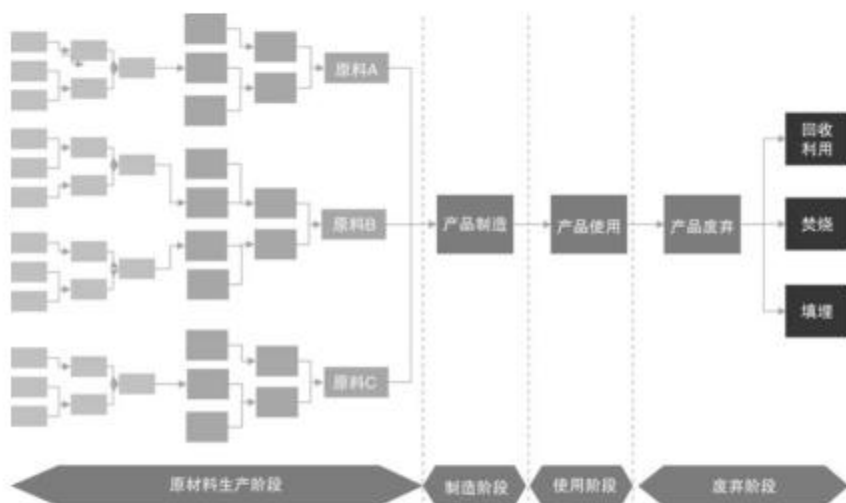 原料A
回收
利用
原料B
产品制造
产品使用
产品废弃
焚烧
填埋
原料C
原材料生产阶段
制造阶段
使用阶段
废弃阶段